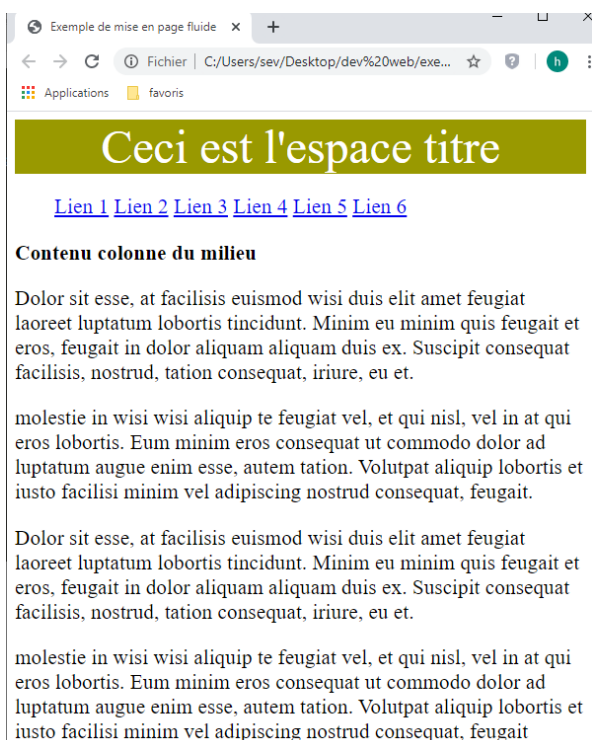 Exemple de mise en page fluide
Fichier | C:/Users/sev/Desktop/dev%20web/exe...
h
Applications favoris
Ceci est l'espace titre
Lien 1 Lien 2 Lien 3 Lien 4 Lien 5 Lien 6
Contenu colonne du milieu
Dolor sit esse, at facilisis euismod wisi duis elit amet feugiat
laoreet luptatum lobortis tincidunt. Minim eu minim quis feugait et
eros, feugait in dolor aliquam aliquam duis ex. Suscipit consequat
facilisis, nostrud, tation consequat, iriure, eu et.
molestie in wisi wisi aliquip te feugiat vel, et qui nisl, vel in at qui
eros lobortis. Eum minim eros consequat ut commodo dolor ad
luptatum augue enim esse, autem tation. Volutpat aliquip lobortis et
iusto facilisi minim vel adipiscing nostrud consequat, feugait.
Dolor sit esse, at facilisis euismod wisi duis elit amet feugiat
laoreet luptatum lobortis tincidunt. Minim eu minim quis feugait et
eros, feugait in dolor aliquam aliquam duis ex. Suscipit consequat
facilisis, nostrud, tation consequat, iriure, eu et.
molestie in wisi wisi aliquip te feugiat vel, et qui nisl, vel in at qui
eros lobortis. Eum minim eros consequat ut commodo dolor ad
luptatum augue enim esse, autem tation. Volutpat aliquip lobortis et
iusto facilisi minim vel adipiscing nostrud consequat, feugait